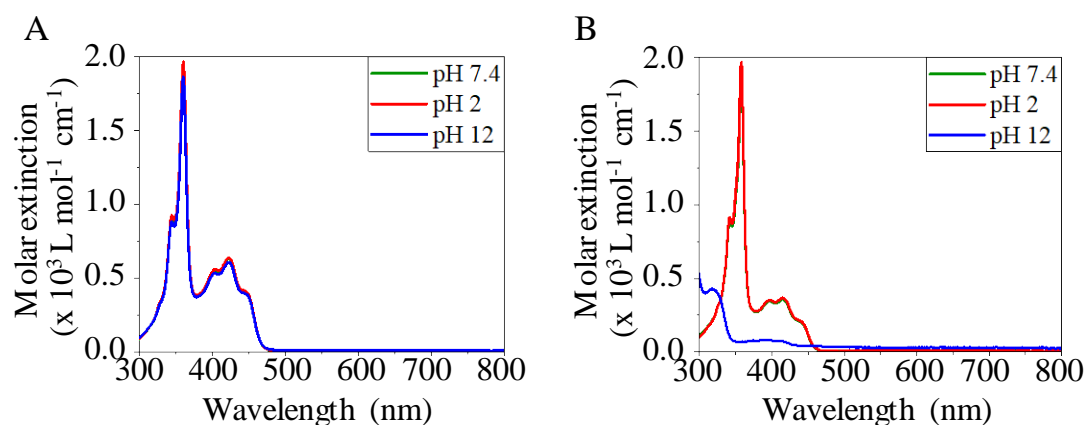 A
Molar extinction
(x 10³ L mol⁻¹ cm⁻¹)
2.0
1.5
1.0
0.5
0.0
pH 7.4
pH 2
pH 12
300 400 500 600 700 800
Wavelength (nm)
B
Molar extinction
(x 10³ L mol⁻¹ cm⁻¹)
2.0
1.5
1.0
0.5
0.0
pH 7.4
pH 2
pH 12
300 400 500 600 700 800
Wavelength (nm)